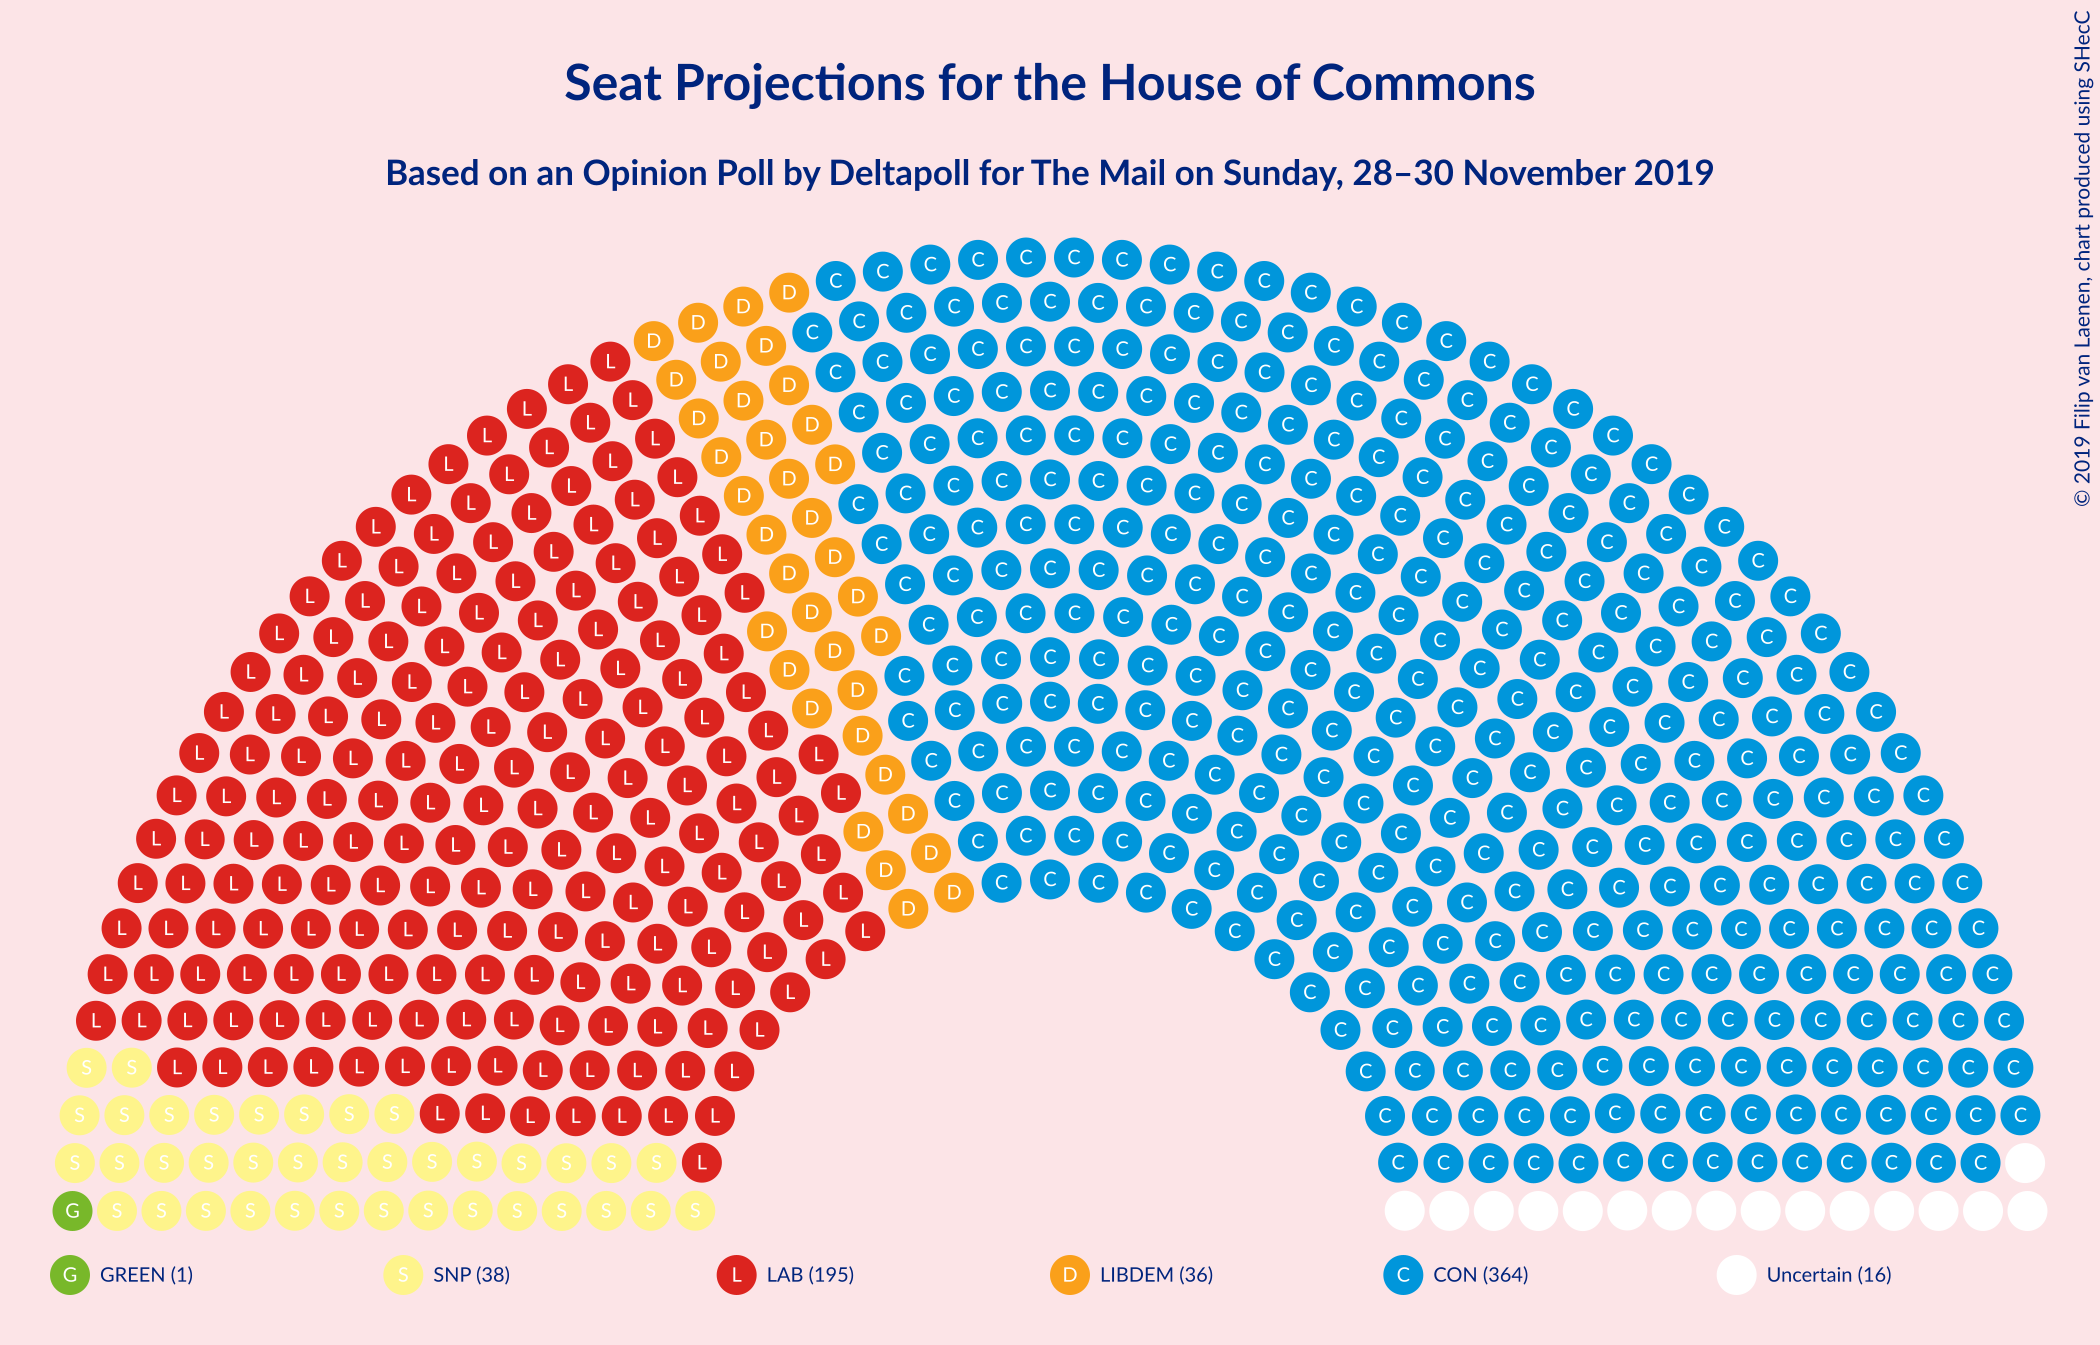 Seat Projections for the House of Commons
Based on an Opinion Poll by Deltapoll for The Mail on Sunday, 28–30 November 2019
© 2019 Filip van Laenen, chart produced using SHecC
G GREEN (1)
S SNP (38)
L LAB (195)
D LIBDEM (36)
C CON (364)
Uncertain (16)